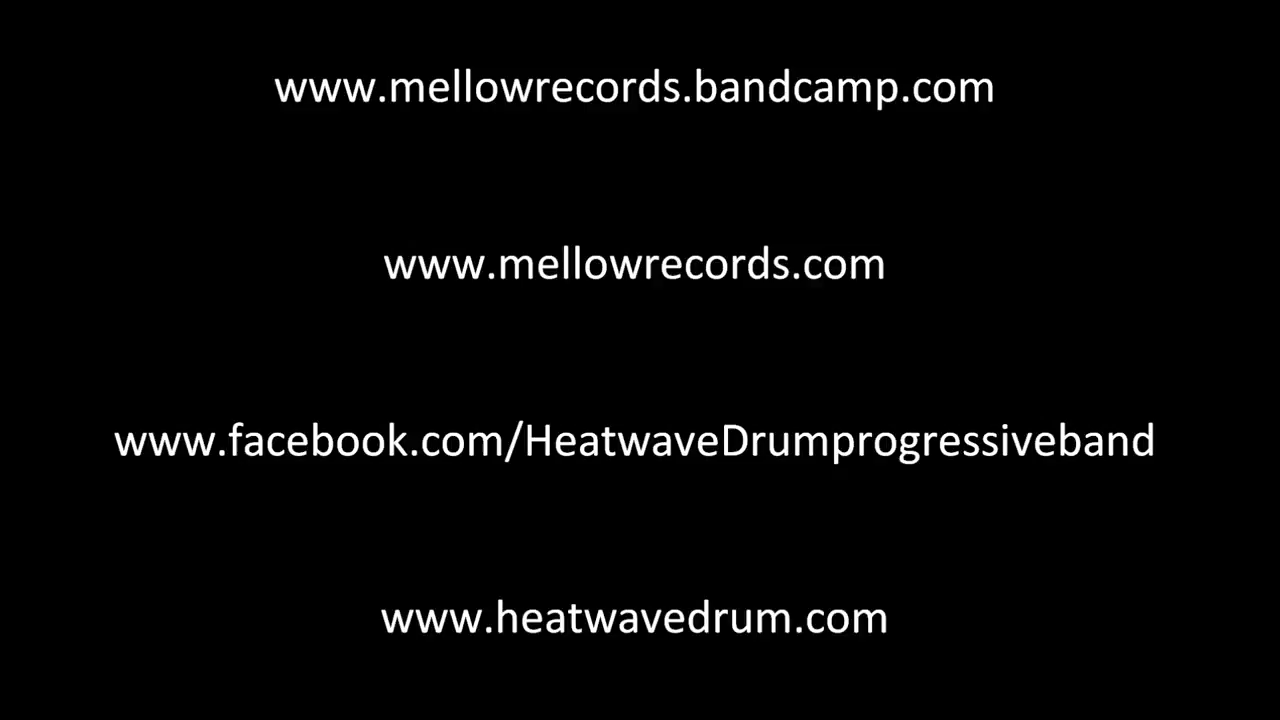 www.mellowrecords.bandcamp.com
www.mellowrecords.com
www.facebook.com/HeatwaveDrumprogressiveband
www.heatwavedrum.com